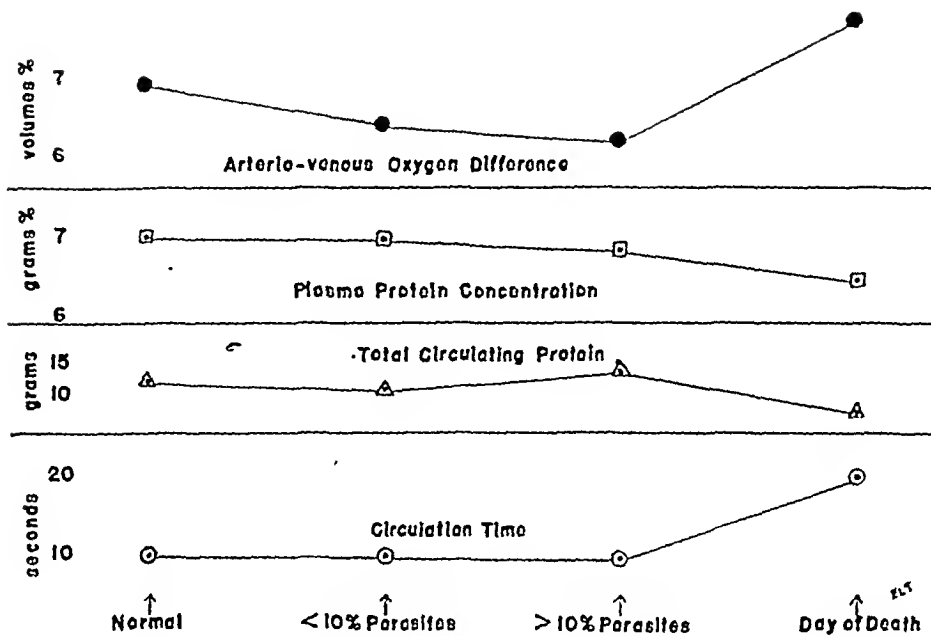 volumes %
7
6
Arterio-venous Oxygen Difference
grams %
7
6
Plasma Protein Concentration
grams
15
10
Total Circulating Protein
seconds
20
10
Circulation Time
Normal
<10% Parasites
>10% Parasites
Day of Death